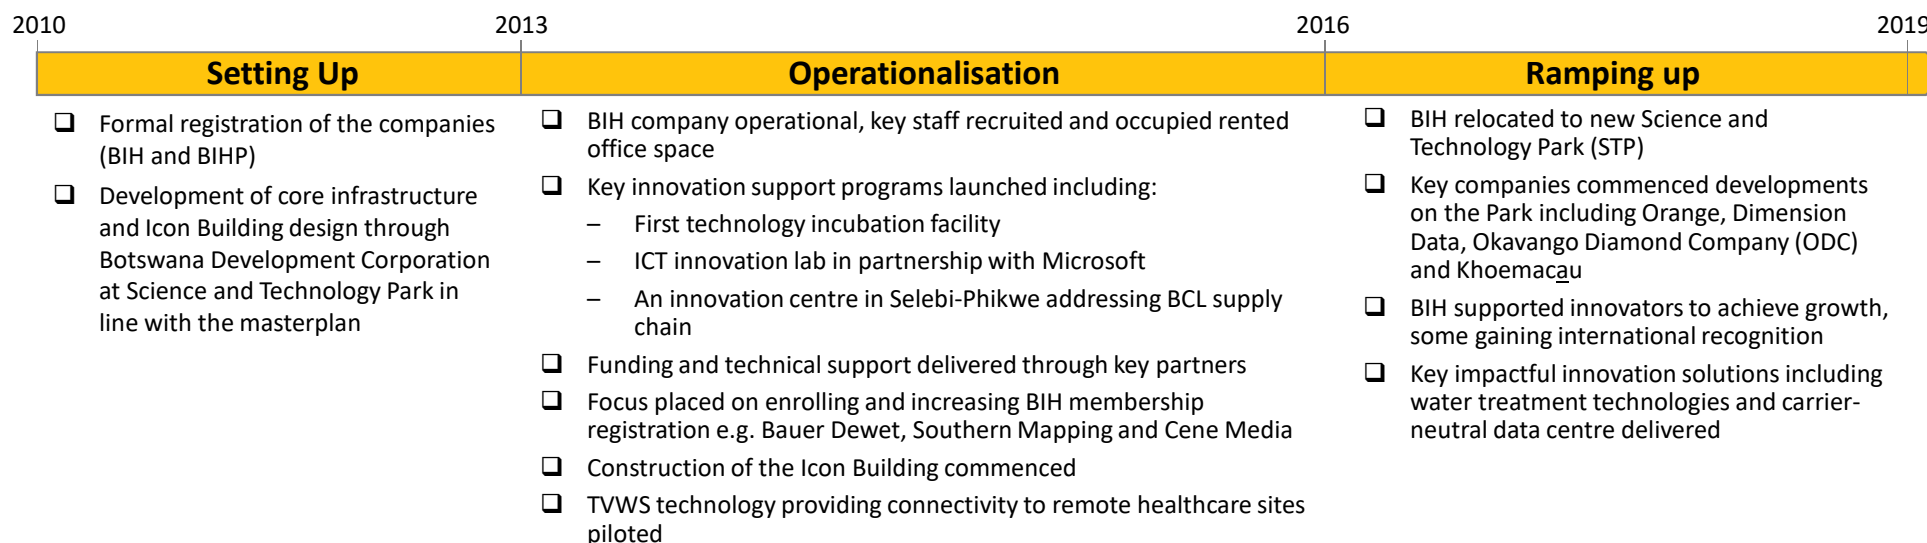 2010 2013 2016 2019
Setting Up Operationalisation Ramping up
❑ Formal registration of the companies
(BIH and BIHP)
❑ Development of core infrastructure
and Icon Building design through
Botswana Development Corporation
at Science and Technology Park in
line with the masterplan
❑ BIH company operational, key staff recruited and occupied rented
office space
❑ Key innovation support programs launched including:
– First technology incubation facility
– ICT innovation lab in partnership with Microsoft
– An innovation centre in Selebi-Phikwe addressing BCL supply
chain
❑ Funding and technical support delivered through key partners
❑ Focus placed on enrolling and increasing BIH membership
registration e.g. Bauer Dewet, Southern Mapping and Cene Media
❑ Construction of the Icon Building commenced
❑ TVWS technology providing connectivity to remote healthcare sites
piloted
❑ BIH relocated to new Science and
Technology Park (STP)
❑ Key companies commenced developments
on the Park including Orange, Dimension
Data, Okavango Diamond Company (ODC)
and Khoemacau
❑ BIH supported innovators to achieve growth,
some gaining international recognition
❑ Key impactful innovation solutions including
water treatment technologies and carrier-
neutral data centre delivered